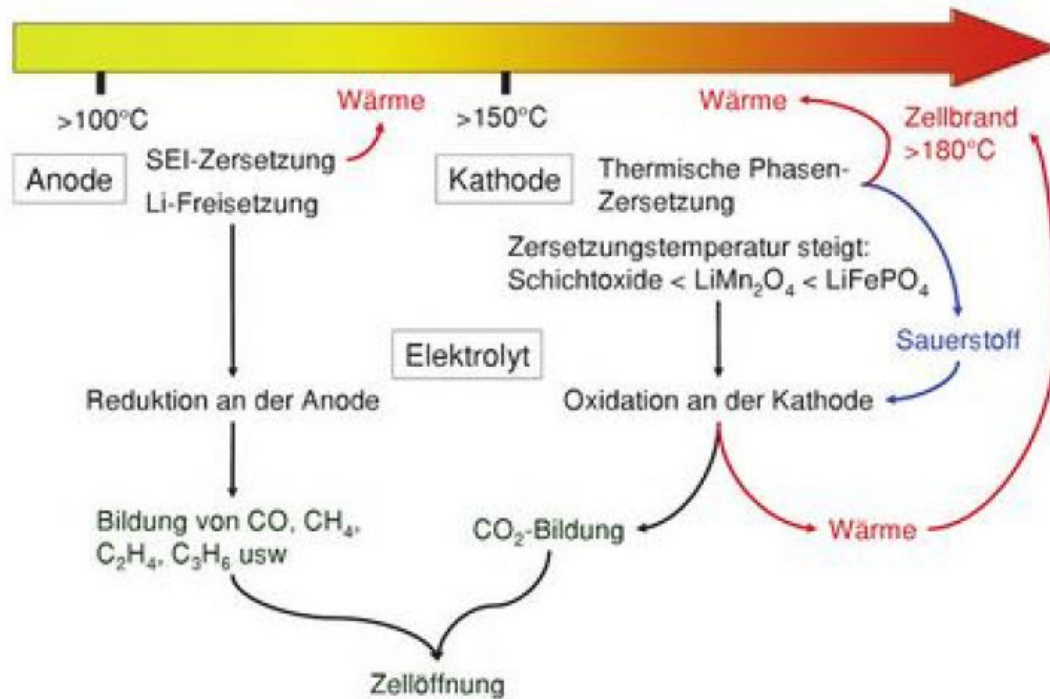 >100°C
Wärme
>150°C
Wärme
Zellbrand
>180°C
Anode
SEI-Zersetzung
Li-Freisetzung
Kathode
Thermische Phasen-
Zersetzung
Zersetzungstemperatur steigt:
Schichtoxide < LiMn₂O₄ < LiFePO₄
Sauerstoff
Elektrolyt
Reduktion an der Anode
Oxidation an der Kathode
Bildung von CO, CH₄,
C₂H₄, C₃H₆ usw
CO₂-Bildung
Wärme
Zellöffnung